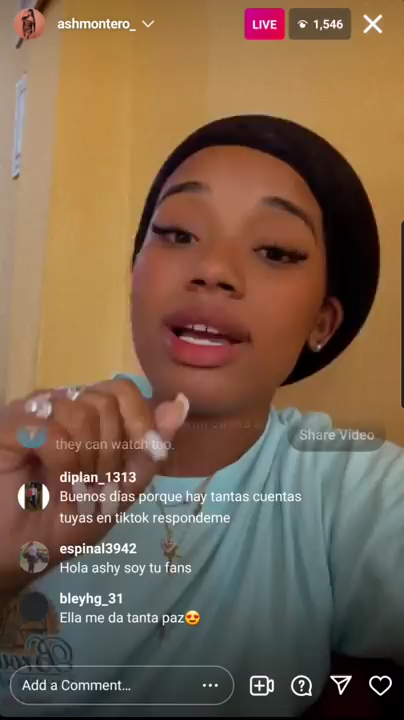 ashmontero_
LIVE
1,546
they can watch too.
Share Video
diplan_1313
Buenos días porque hay tantas cuentas
tuyas en tiktok respondeme
espinal3942
Hola ashy soy tu fans
bleyhg_31
Ella me da tanta paz😍
Add a Comment...